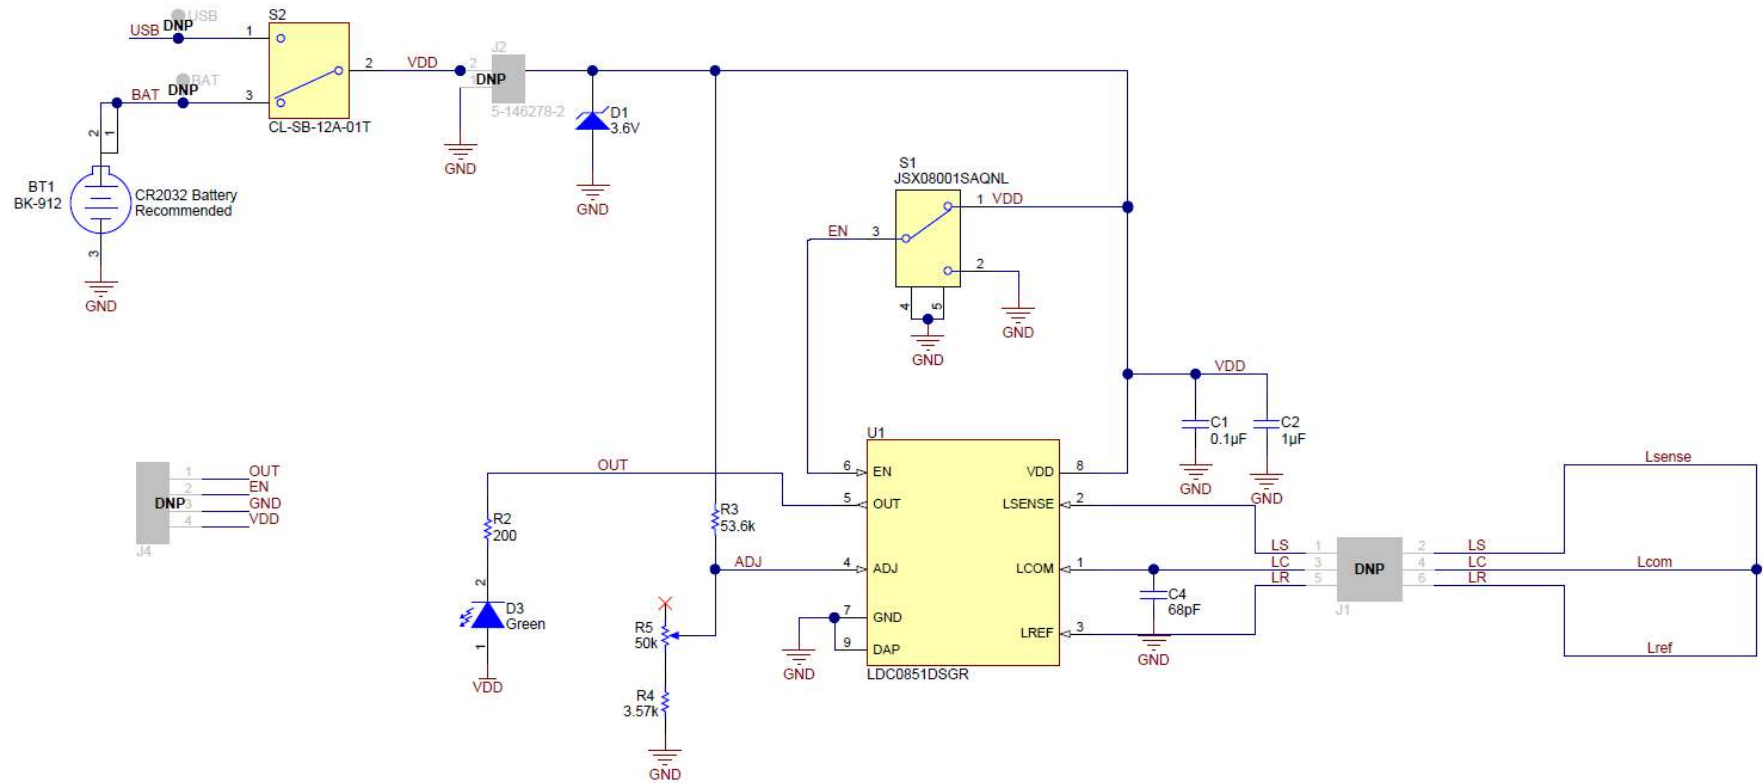 USB
DNP
USB
1
S2
2
VDD
CL-SB-12A-01T
BAT
DNP
BAT
3
2
1
BT1
BK-912
CR2032 Battery
Recommended
3
GND
J2
2
1
DNP
5-146278-2
GND
D1
3.6V
GND
S1
JSX08001SAQNL
1
VDD
EN
3
2
4
5
GND
GND
VDD
C1
0.1µF
C2
1µF
GND
GND
U1
6
EN
VDD
8
OUT
5
OUT
LSENSE
2
R3
53.6k
ADJ
4
ADJ
LCOM
1
7
GND
LREF
3
9
DAP
LDC0851DSGR
GND
C4
68pF
GND
R2
200
2
D3
Green
1
VDD
R5
50k
R4
3.57k
GND
DNP
1
OUT
2
EN
3
GND
4
VDD
J4
LS
1
2
LS
LC
3
DNP
4
LC
LR
5
6
LR
J1
Lsense
Lcom
Lref